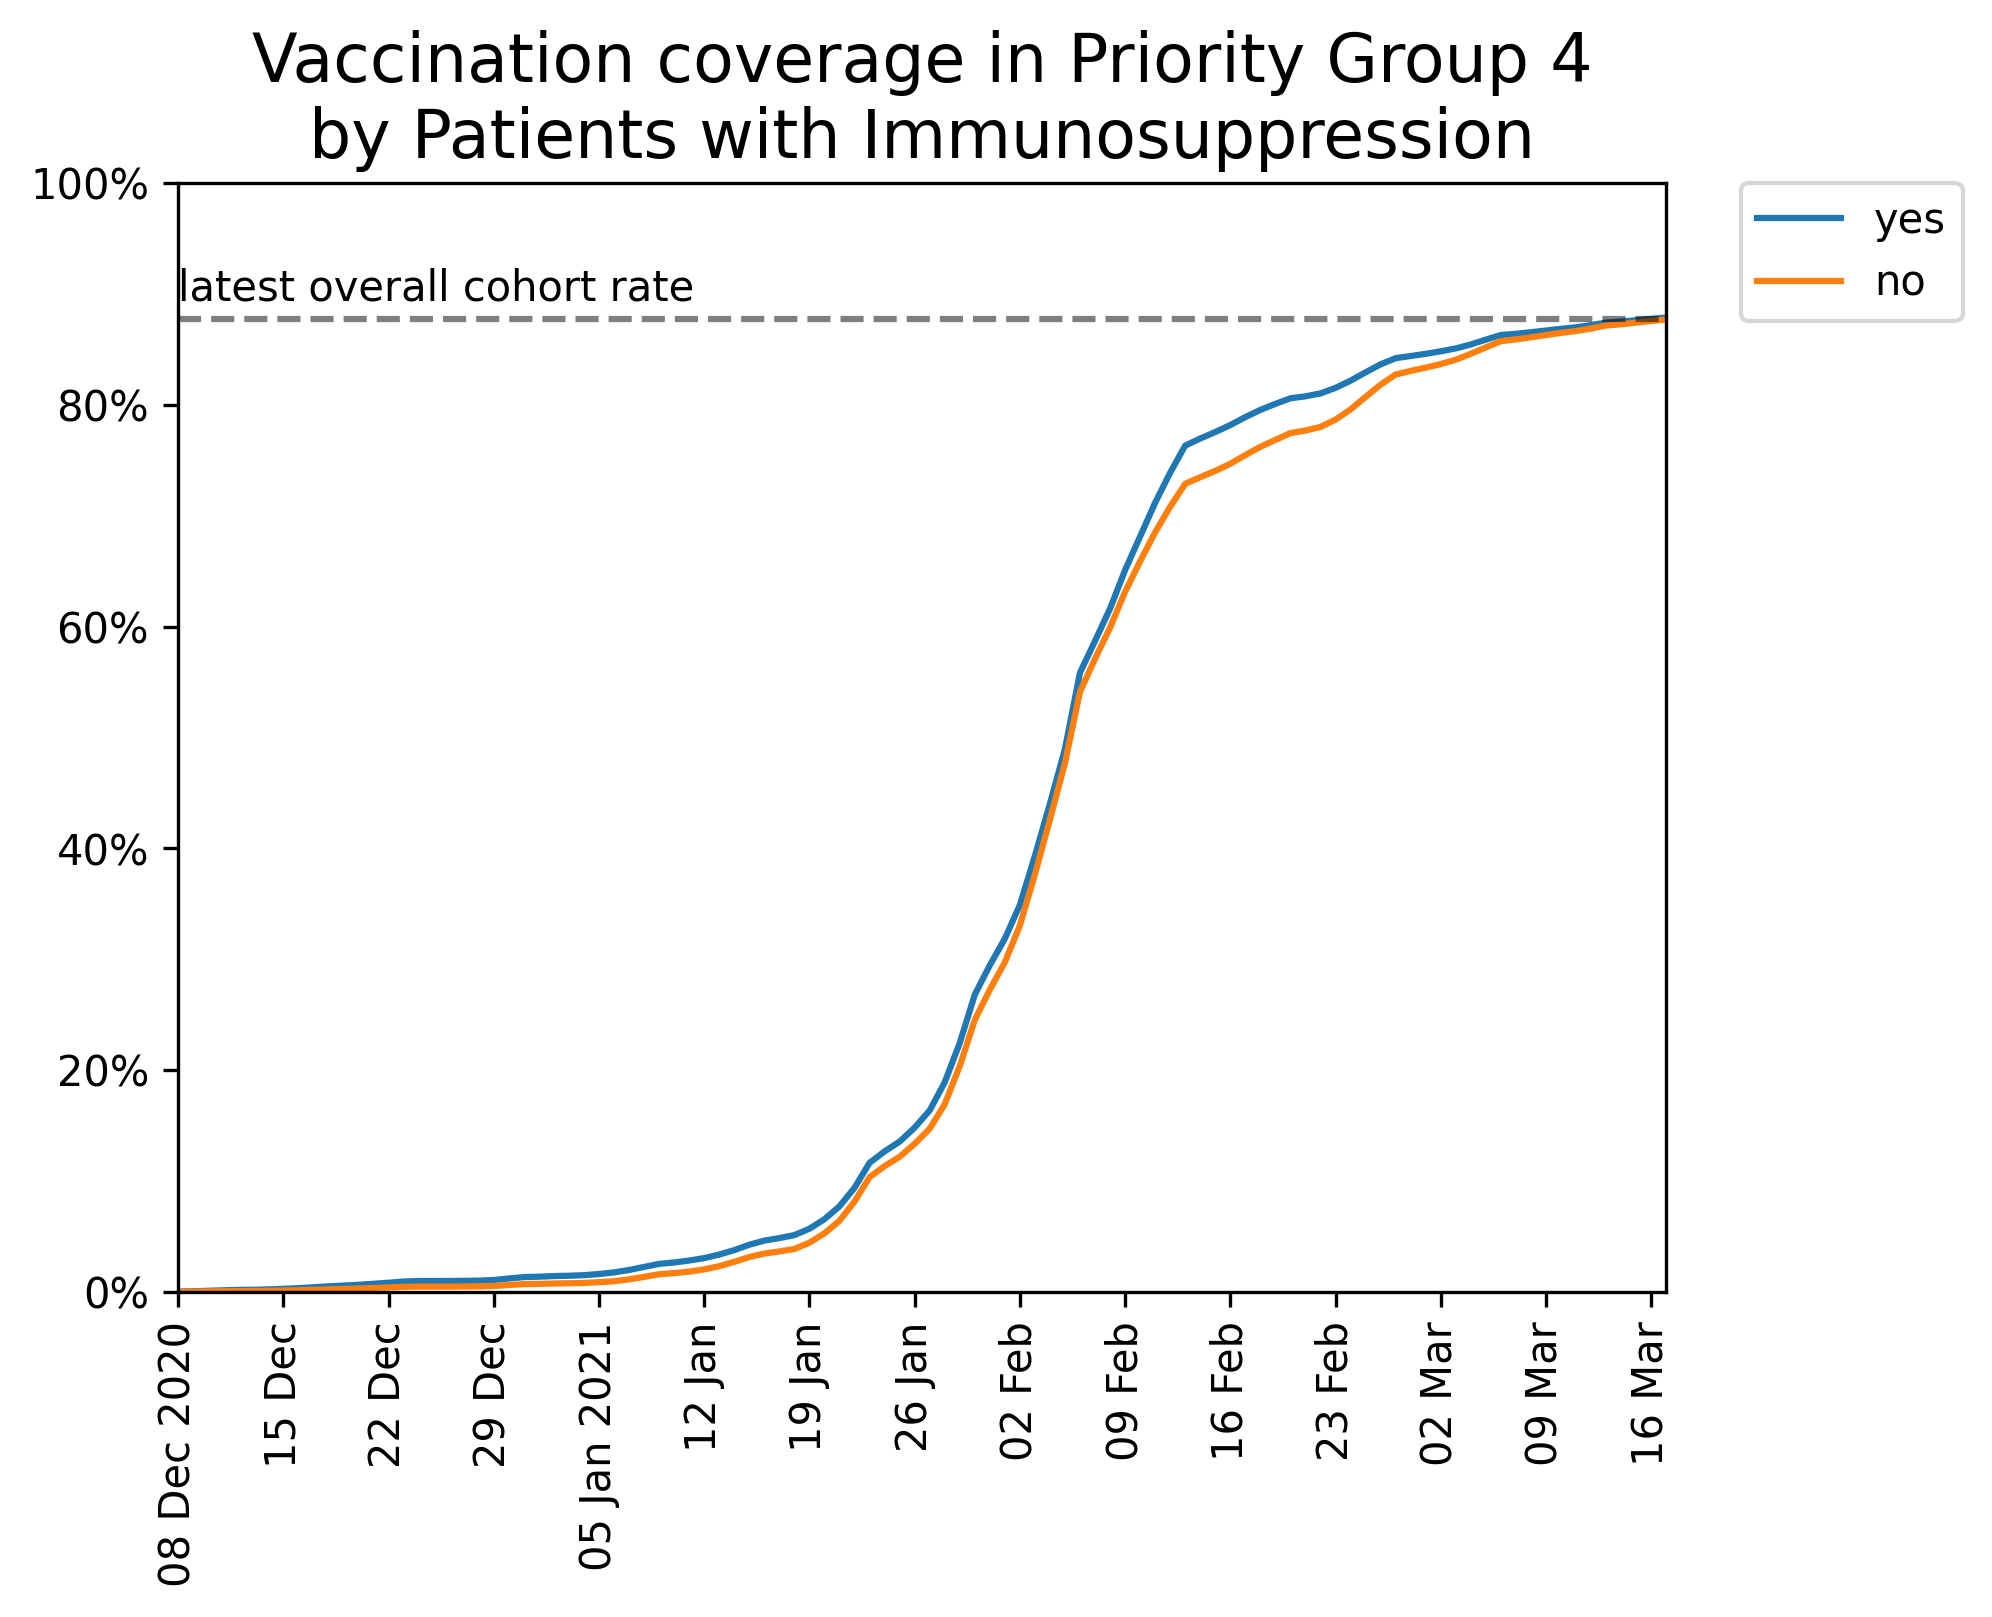 Vaccination coverage in Priority Group 4
by Patients with Immunosuppression
100%
80%
60%
40%
20%
0%
latest overall cohort rate
yes
no
08 Dec 2020
15 Dec
22 Dec
29 Dec
05 Jan 2021
12 Jan
19 Jan
26 Jan
02 Feb
09 Feb
16 Feb
23 Feb
02 Mar
09 Mar
16 Mar